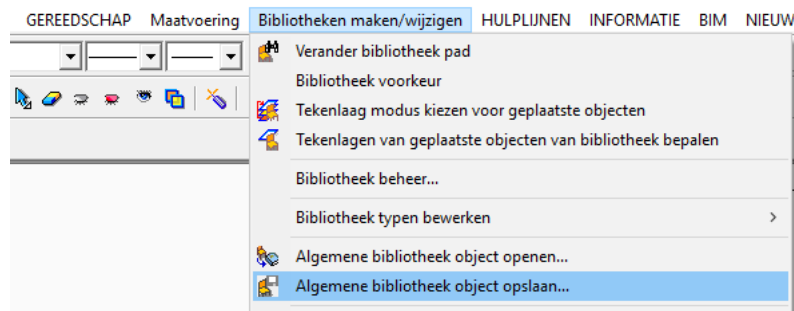 GEREEDSCHAP Maatvoering Bibliotheken maken/wijzigen HULPLIJNEN INFORMATIE BIM NIEUW
Verander bibliotheek pad
Bibliotheek voorkeur
Tekenlaag modus kiezen voor geplaatste objecten
Tekenlagen van geplaatste objecten van bibliotheek bepalen
Bibliotheek beheer...
Bibliotheek typen bewerken
Algemene bibliotheek object openen...
Algemene bibliotheek object opslaan...